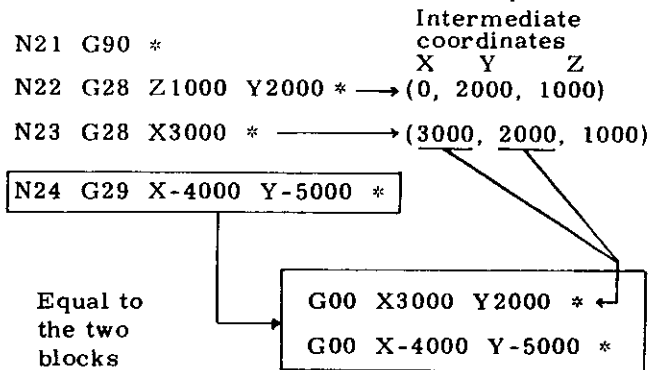 Intermediate
coordinates
N21 G90 *
X Y Z
N22 G28 Z1000 Y2000 * (0, 2000, 1000)
N23 G28 X3000 * (3000, 2000, 1000)
N24 G29 X-4000 Y-5000 *
Equal to
the two
blocks
G00 X3000 Y2000 *
G00 X-4000 Y-5000 *